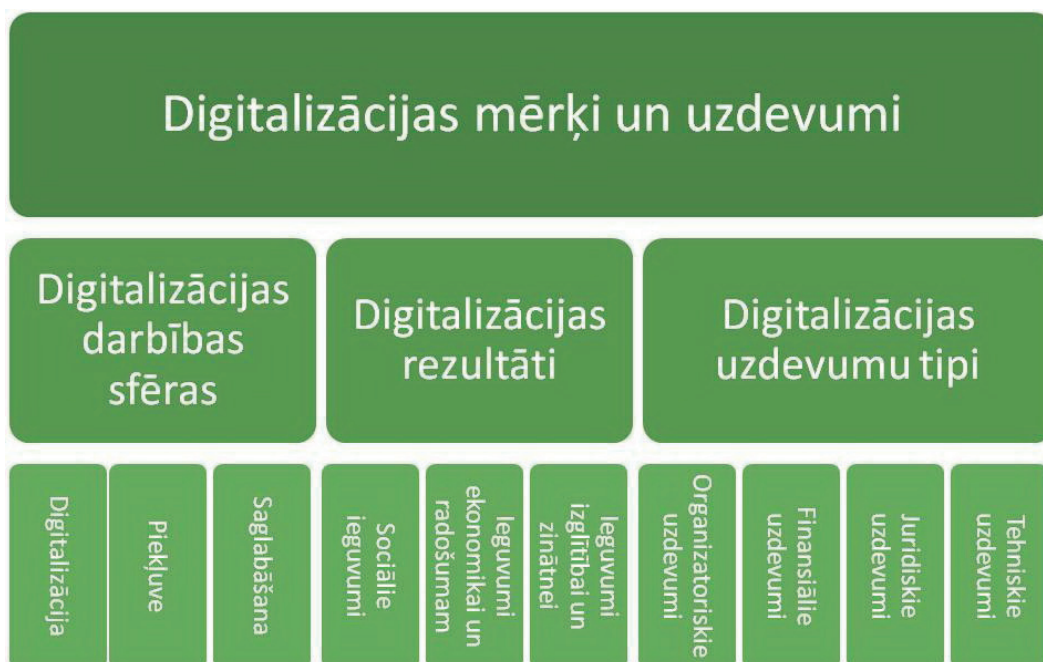 Digitalizācijas mērķi un uzdevumi
Digitalizācijas
darbības
sfēras
Digitalizācijas
rezultāti
Digitalizācijas
uzdevumu tipi
Digitalizācija
Piekļuve
Saglabāšana
Sociālie
ieguvumi
Ieguvumi
ekonomikai un
radošumam
Ieguvumi
izglītībai un
zinātnei
Organizatoriskie
uzdevumi
Finansiālie
uzdevumi
Juridiskie
uzdevumi
Tehniskie
uzdevumi